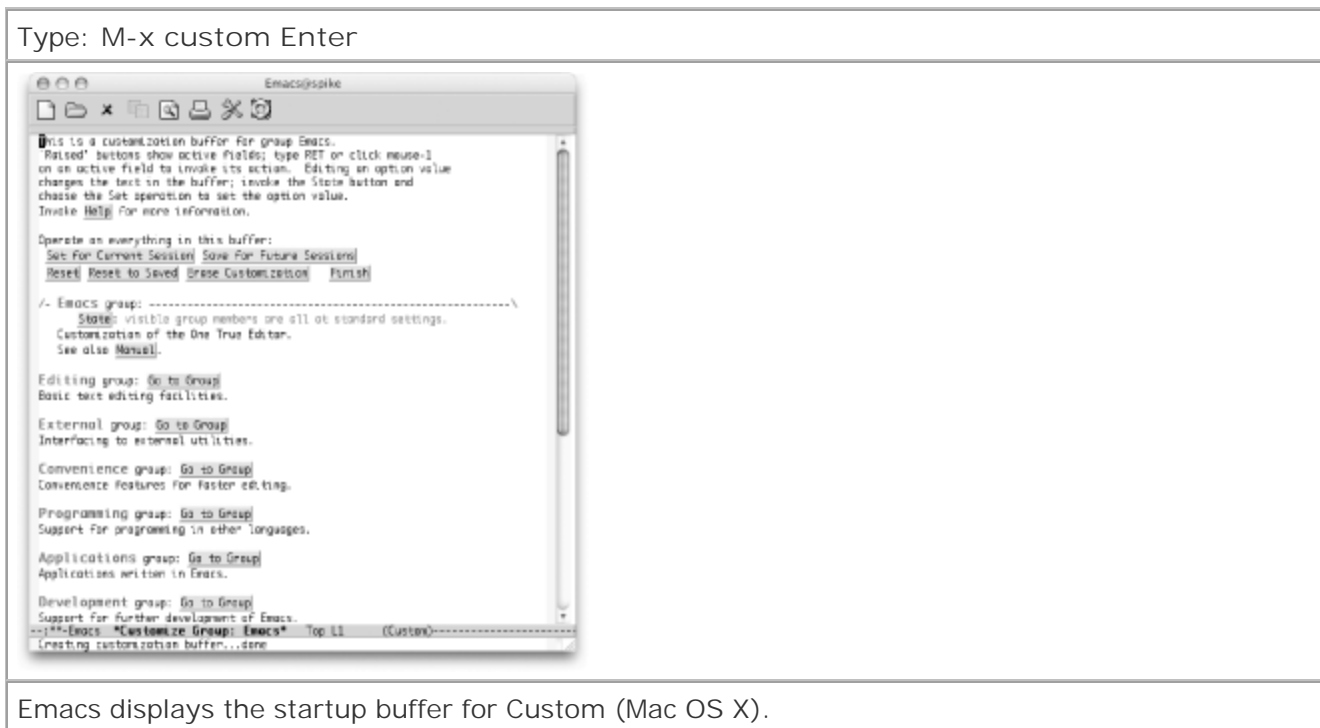 Type: M-x custom Enter
Emacs@spike
This is a customization buffer for group Emacs.
`Raised' buttons show active fields; type RET or click mouse-1
on an active field to invoke its action.  Editing an option value
changes the text in the buffer; invoke the State button and
choose the Set operation to set the option value.
Invoke Help for more information.
Operate on everything in this buffer:
Set for Current Session Save for Future Sessions
Reset Reset to Saved Erase Customization Finish
/- Emacs group: ---------------------------------------------------------\
State: visible group members are all at standard settings.
Customization of the One True Editor.
See also Manual.
Editing group: Go to Group
Basic text editing facilities.
External group: Go to Group
Interfacing to external utilities.
Convenience group: Go to Group
Convenience features for faster editing.
Programming group: Go to Group
Support for programming in other languages.
Applications group: Go to Group
Applications written in Emacs.
Development group: Go to Group
Support for further development of Emacs.
--:**-Emacs *Customize Group: Emacs* Top L1 (Custom)-----------------------
Creating customization buffer...done
Emacs displays the startup buffer for Custom (Mac OS X).